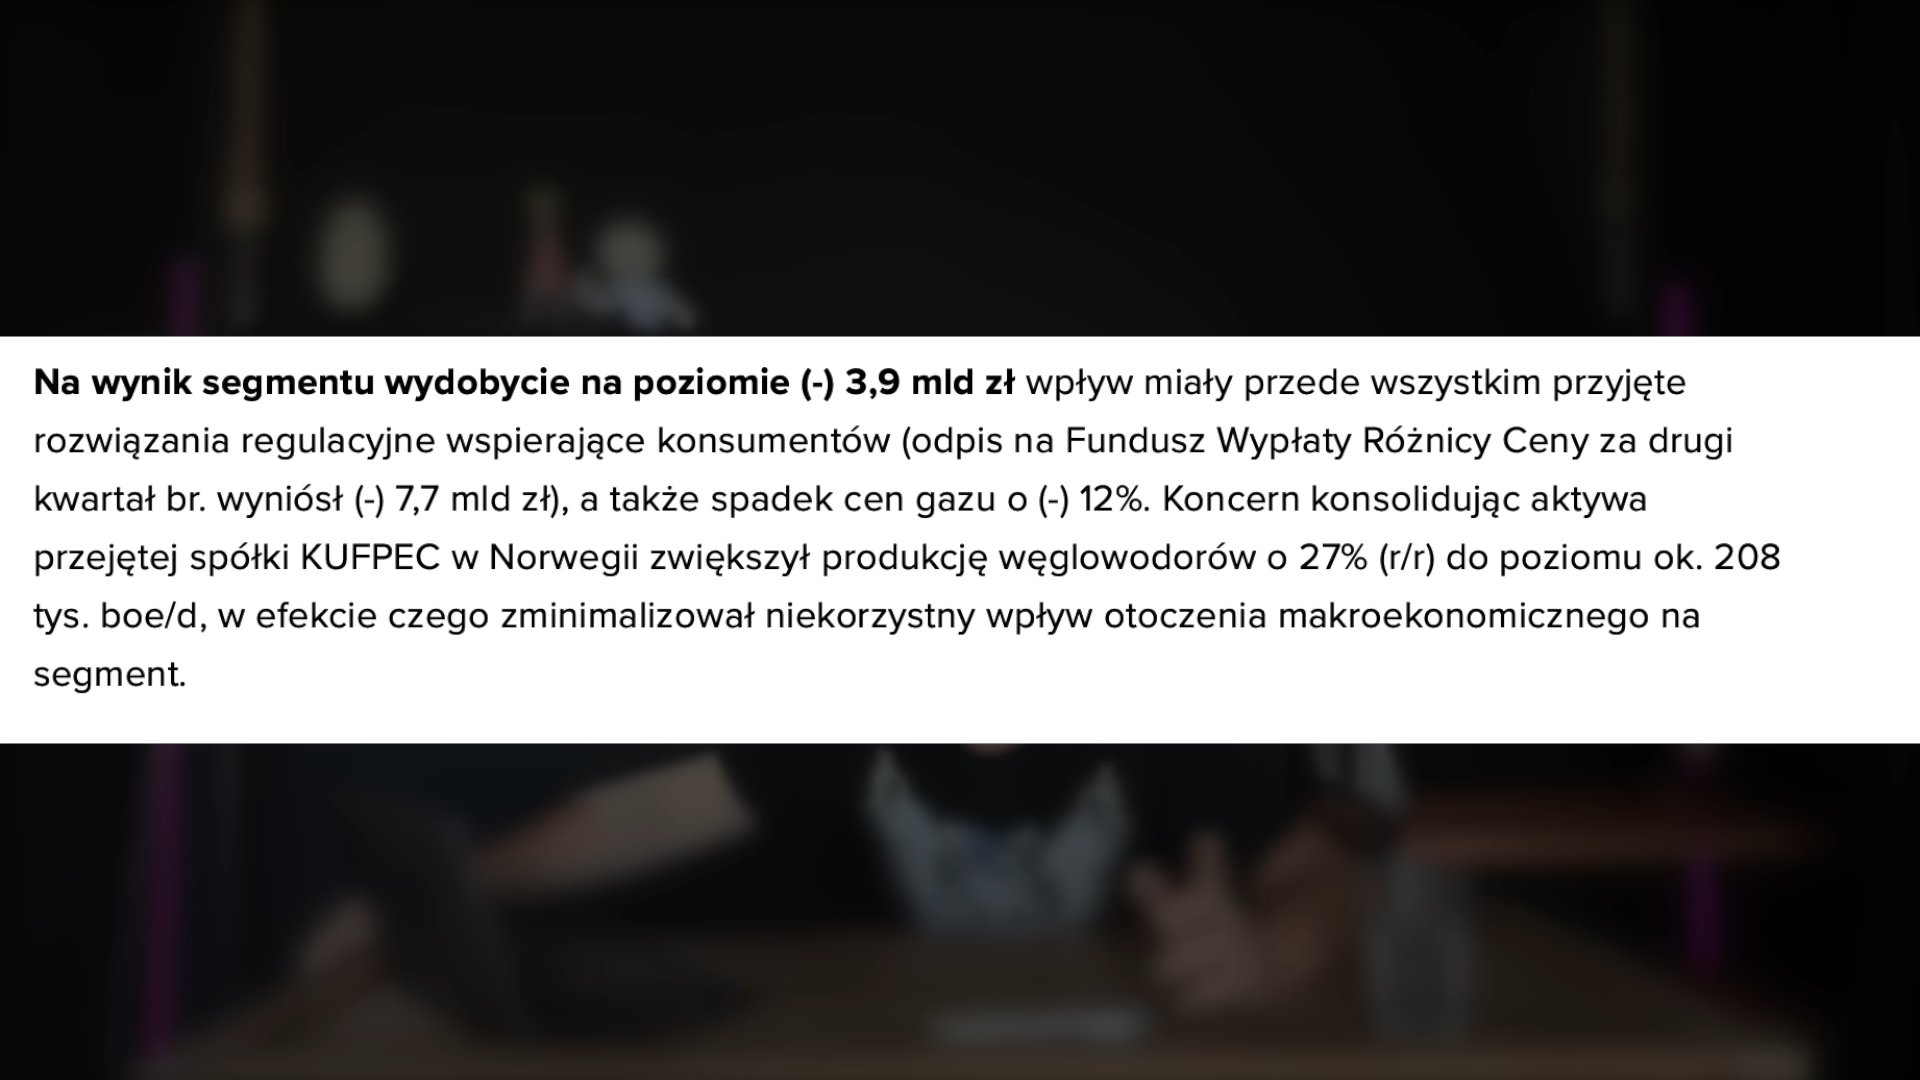 Na wynik segmentu wydobycie na poziomie (-) 3,9 mld zł wpływ miały przede wszystkim przyjęte
rozwiązania regulacyjne wspierające konsumentów (odpis na Fundusz Wypłaty Różnicy Ceny za drugi
kwartał br. wyniósł (-) 7,7 mld zł), a także spadek cen gazu o (-) 12%. Koncern konsolidując aktywa
przejętej spółki KUFPEC w Norwegii zwiększył produkcję węglowodorów o 27% (r/r) do poziomu ok. 208
tys. boe/d, w efekcie czego zminimalizował niekorzystny wpływ otoczenia makroekonomicznego na
segment.